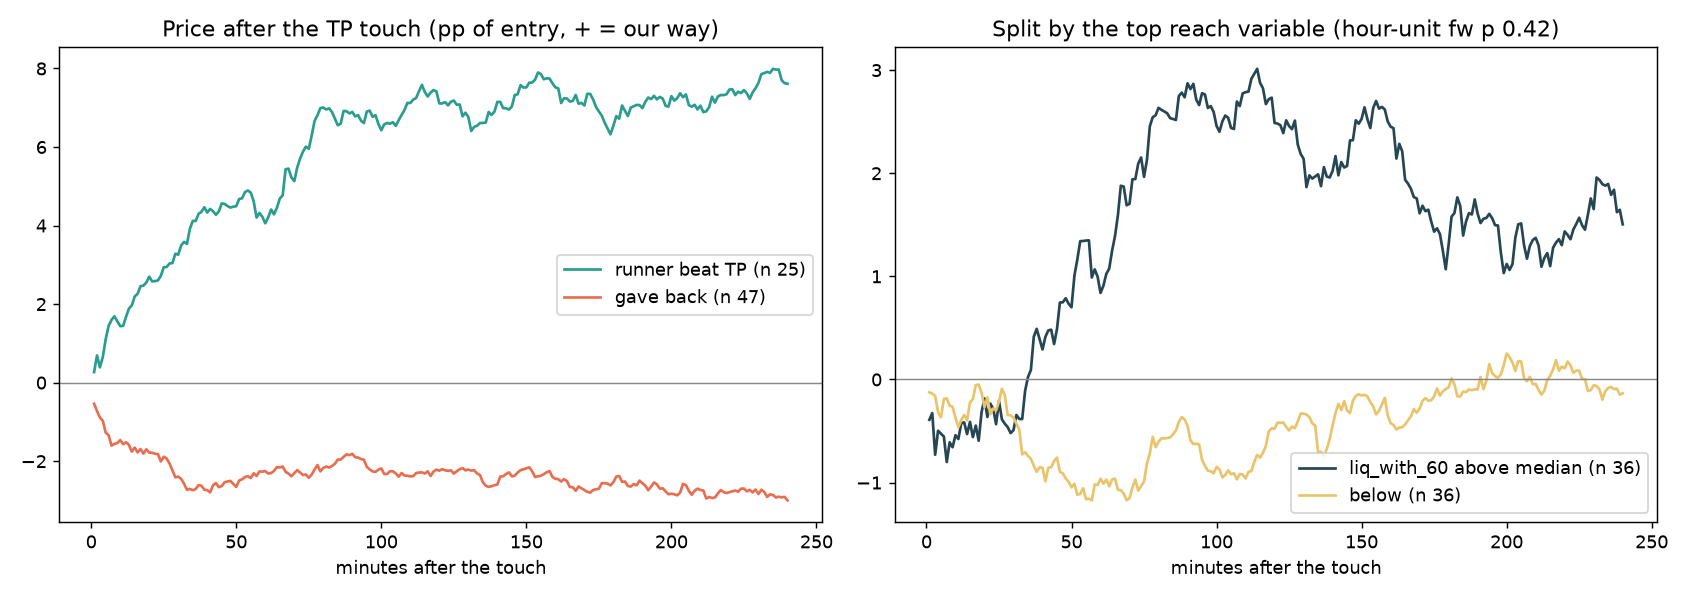 Price after the TP touch (pp of entry, + = our way)
8
6
4
2
0
−2
runner beat TP (n 25)
gave back (n 47)
0 50 100 150 200 250
minutes after the touch
Split by the top reach variable (hour-unit fw p 0.42)
3
2
1
0
−1
liq_with_60 above median (n 36)
below (n 36)
0 50 100 150 200 250
minutes after the touch